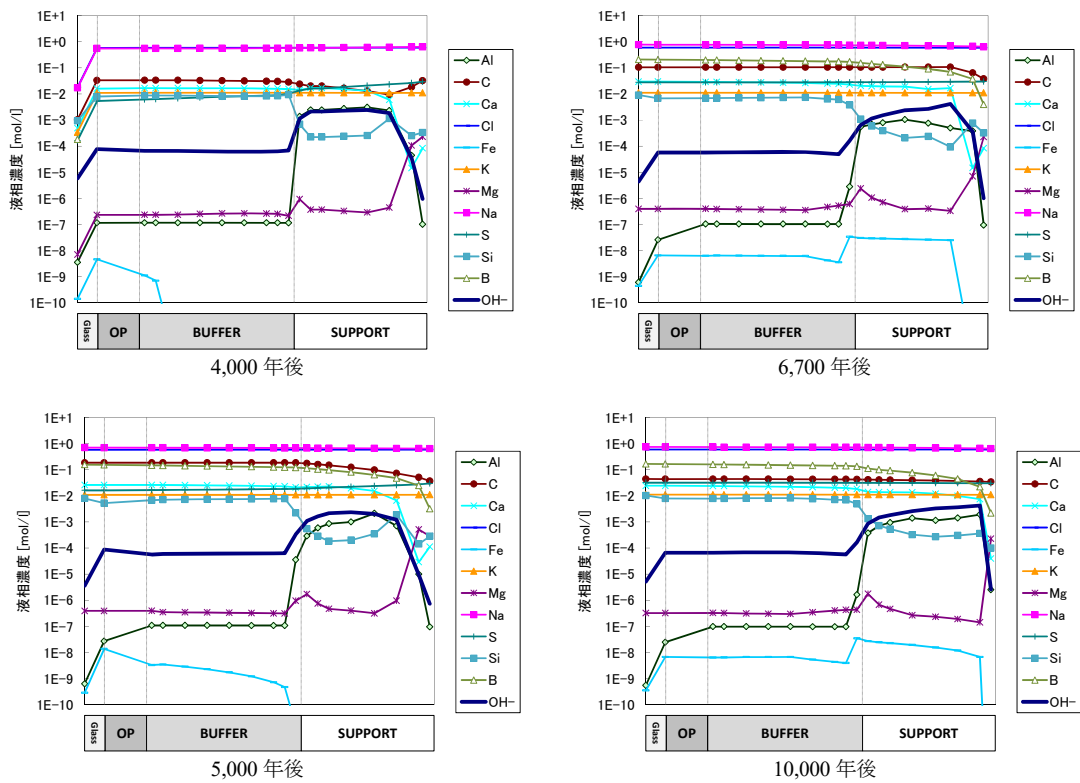 液相濃度 [mol/l]
1E+1
1E+0
1E-1
1E-2
1E-3
1E-4
1E-5
1E-6
1E-7
1E-8
1E-9
1E-10
Al
C
Ca
Cl
Fe
K
Mg
Na
S
Si
B
OH-
Glass OP BUFFER SUPPORT
4,000 年後
液相濃度 [mol/l]
1E+1
1E+0
1E-1
1E-2
1E-3
1E-4
1E-5
1E-6
1E-7
1E-8
1E-9
1E-10
Al
C
Ca
Cl
Fe
K
Mg
Na
S
Si
B
OH-
Glass OP BUFFER SUPPORT
6,700 年後
液相濃度 [mol/l]
1E+1
1E+0
1E-1
1E-2
1E-3
1E-4
1E-5
1E-6
1E-7
1E-8
1E-9
1E-10
Al
C
Ca
Cl
Fe
K
Mg
Na
S
Si
B
OH-
Glass OP BUFFER SUPPORT
5,000 年後
液相濃度 [mol/l]
1E+1
1E+0
1E-1
1E-2
1E-3
1E-4
1E-5
1E-6
1E-7
1E-8
1E-9
1E-10
Al
C
Ca
Cl
Fe
K
Mg
Na
S
Si
B
OH-
Glass OP BUFFER SUPPORT
10,000 年後